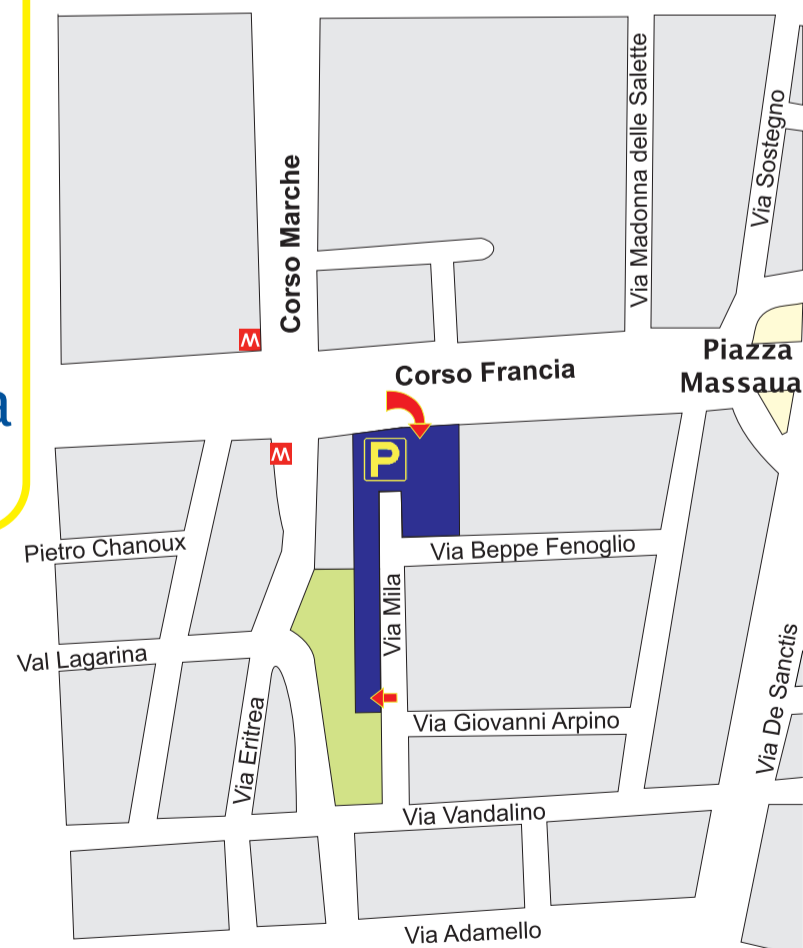 Via Madonna delle Salette
Via Sostegno
Corso Marche
M
Piazza
Massaua
Corso Francia
a
P
M
Pietro Chanoux
Via Beppe Fenoglio
Via Mila
Val Lagarina
Via De Sanctis
Via Eritrea
Via Giovanni Arpino
Via Vandalino
Via Adamello